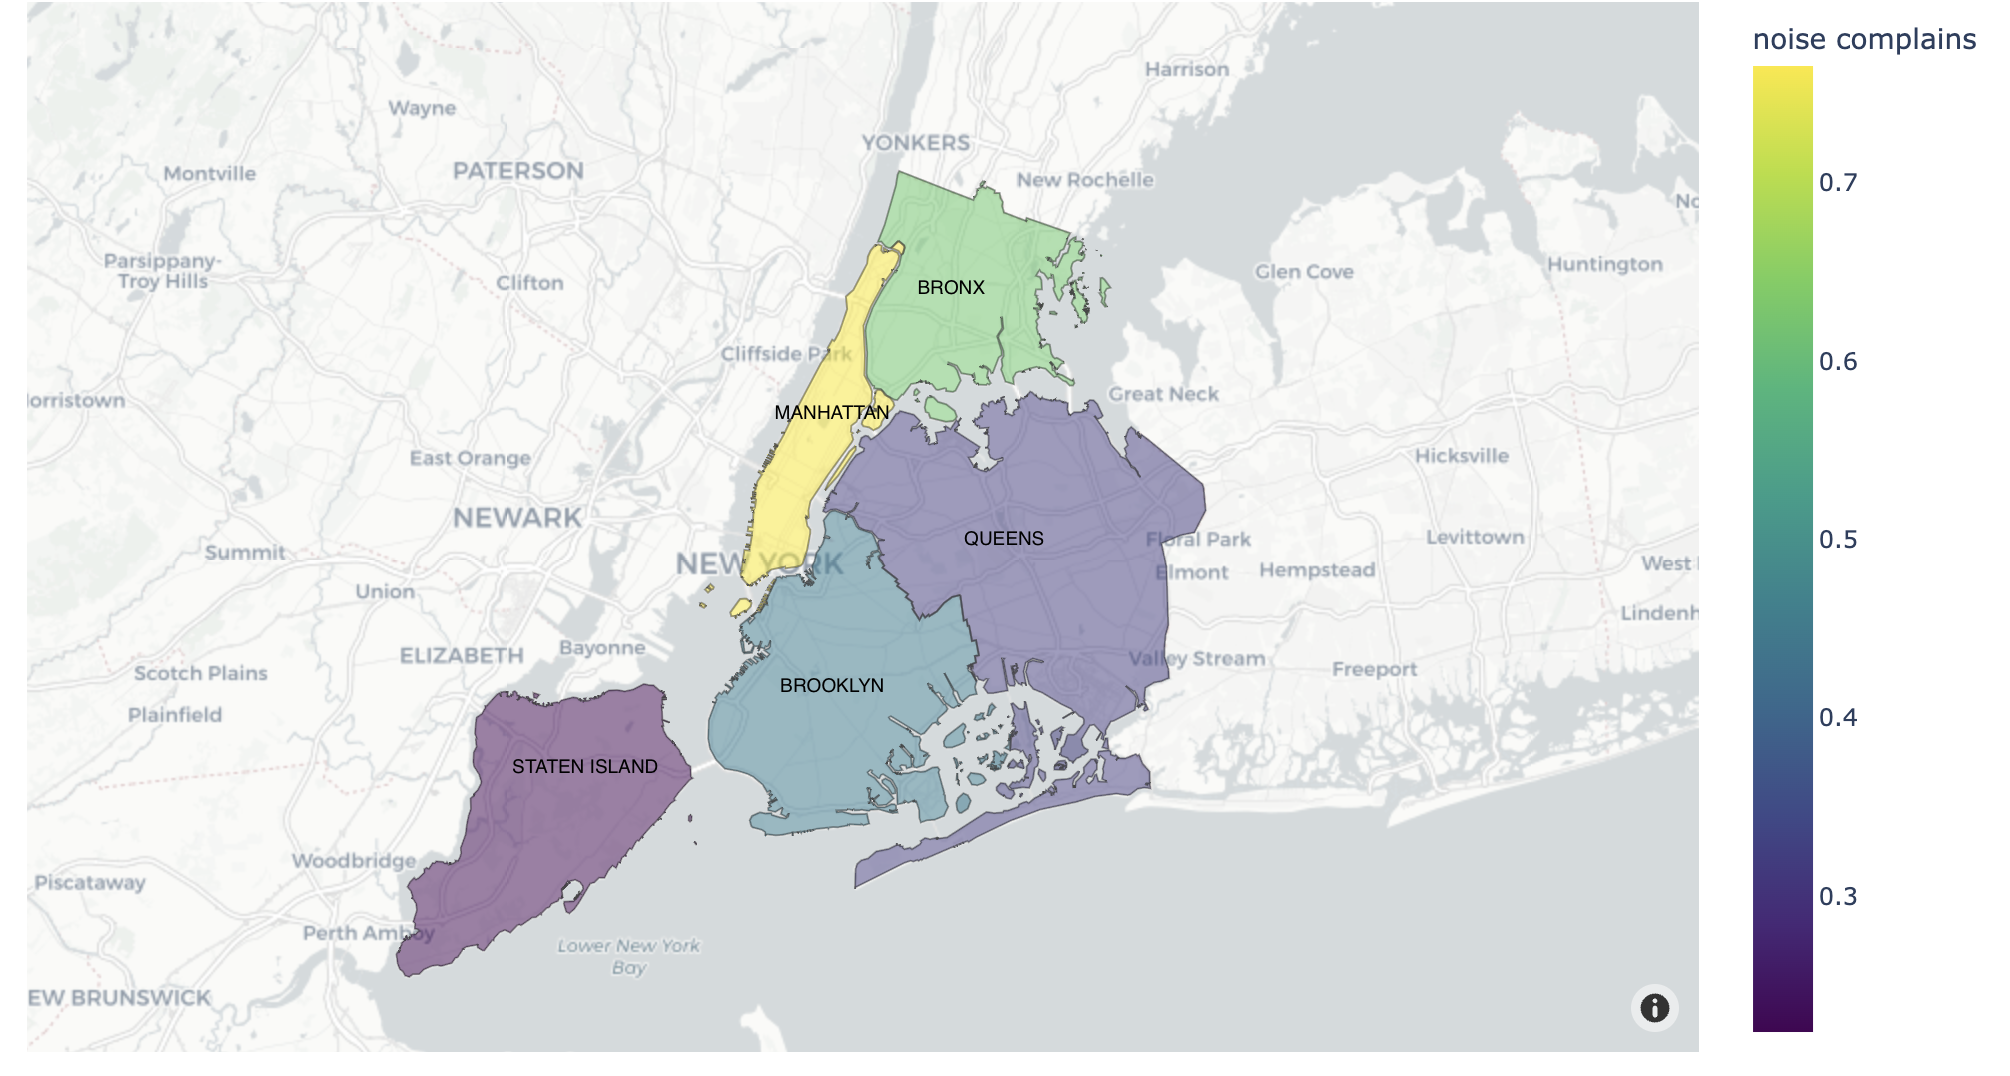 noise complains
Harrison
Wayne
YONKERS
Montville
PATERSON
New Rochelle
0.7
Parsippany-
Troy Hills
Clifton
BRONX
Glen Cove
Huntington
Cliffside Park
0.6
Great Neck
orristown
MANHATTAN
East Orange
Hicksville
NEWARK
QUEENS
Floral Park
Levittown
0.5
Summit
NEW YORK
Elmont
Hempstead
West
Union
Lindenh
ELIZABETH
Bayonne
Valley Stream
Freeport
Scotch Plains
BROOKLYN
Plainfield
0.4
STATEN ISLAND
Woodbridge
Piscataway
0.3
Perth Amboy
Lower New York
Bay
EW BRUNSWICK